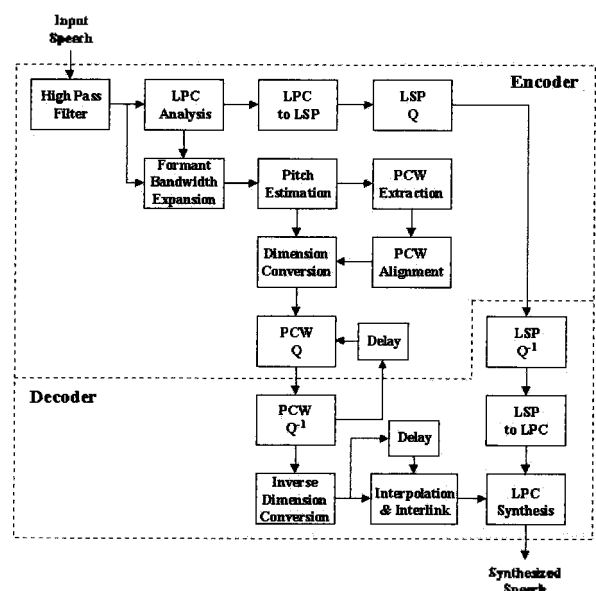 Input
Speech
Encoder
High Pass
Filter
LPC
Analysis
LPC
to LSP
LSP
Q
Formant
Bandwidth
Expansion
Pitch
Estimation
PCW
Extraction
Dimension
Conversion
PCW
Alignment
PCW
Q
Delay
LSP
Q⁻¹
Decoder
PCW
Q⁻¹
Delay
LSP
to LPC
Inverse
Dimension
Conversion
Interpolation
& Interlink
LPC
Synthesis
Synthesized
Speech